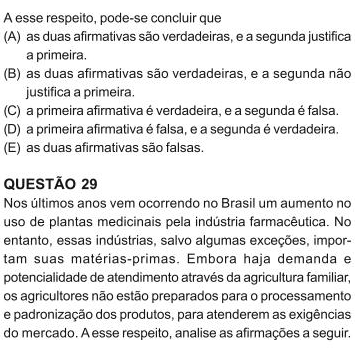 A esse respeito, pode-se concluir que
(A) as duas afirmativas são verdadeiras, e a segunda justifica
a primeira.
(B) as duas afirmativas são verdadeiras, e a segunda não
justifica a primeira.
(C) a primeira afirmativa é verdadeira, e a segunda é falsa.
(D) a primeira afirmativa é falsa, e a segunda é verdadeira.
(E) as duas afirmativas são falsas.
QUESTÃO 29
Nos últimos anos vem ocorrendo no Brasil um aumento no
uso de plantas medicinais pela indústria farmacêutica. No
entanto, essas indústrias, salvo algumas exceções, impor-
tam suas matérias-primas. Embora haja demanda e
potencialidade de atendimento através da agricultura familiar,
os agricultores não estão preparados para o processamento
e padronização dos produtos, para atenderem as exigências
do mercado. A esse respeito, analise as afirmações a seguir.